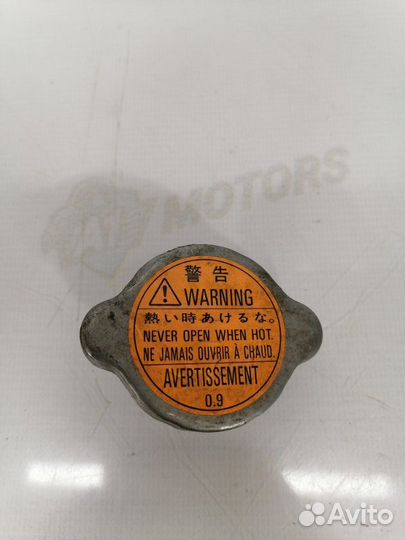 MOTORS
警告
WARNING
熱い時あけるな。
NEVER OPEN WHEN HOT.
NE JAMAIS OUVRIR À CHAUD.
AVERTISSEMENT
0.9
Avito